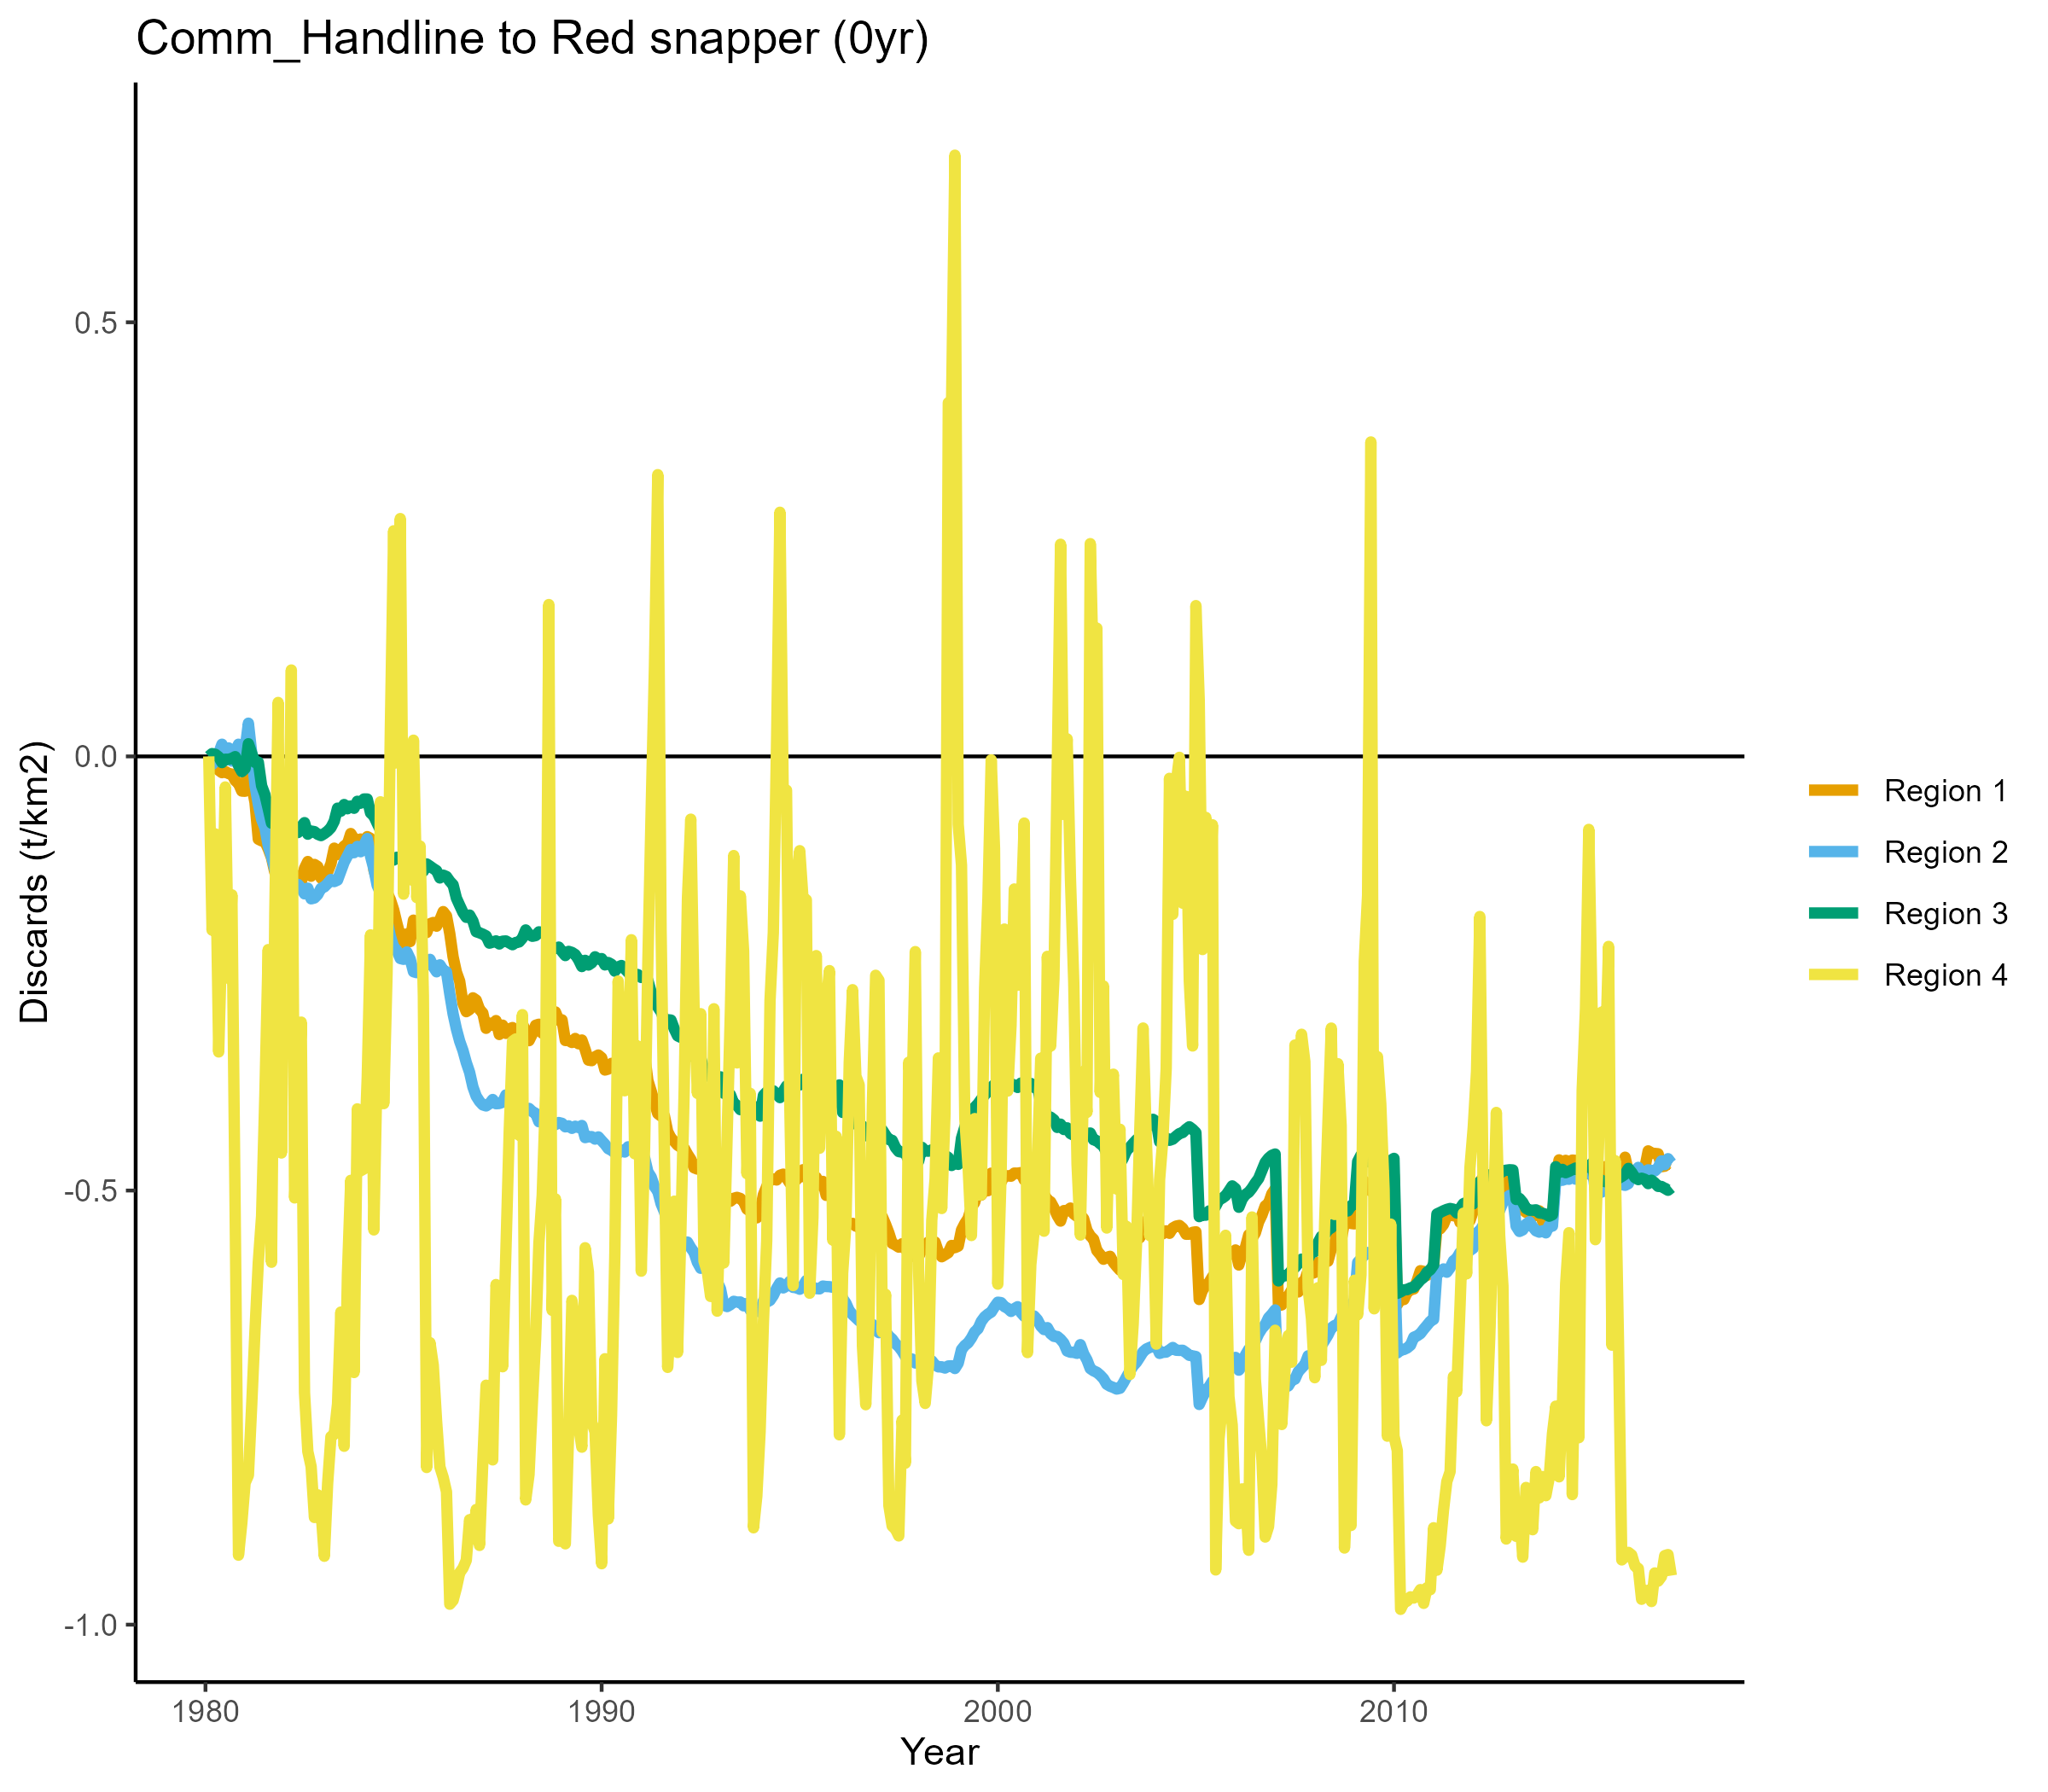 Comm_Handline to Red snapper (0yr)
Discards (t/km2)
0.5
0.0
-0.5
-1.0
1980
1990
2000
2010
Year
Region 1
Region 2
Region 3
Region 4